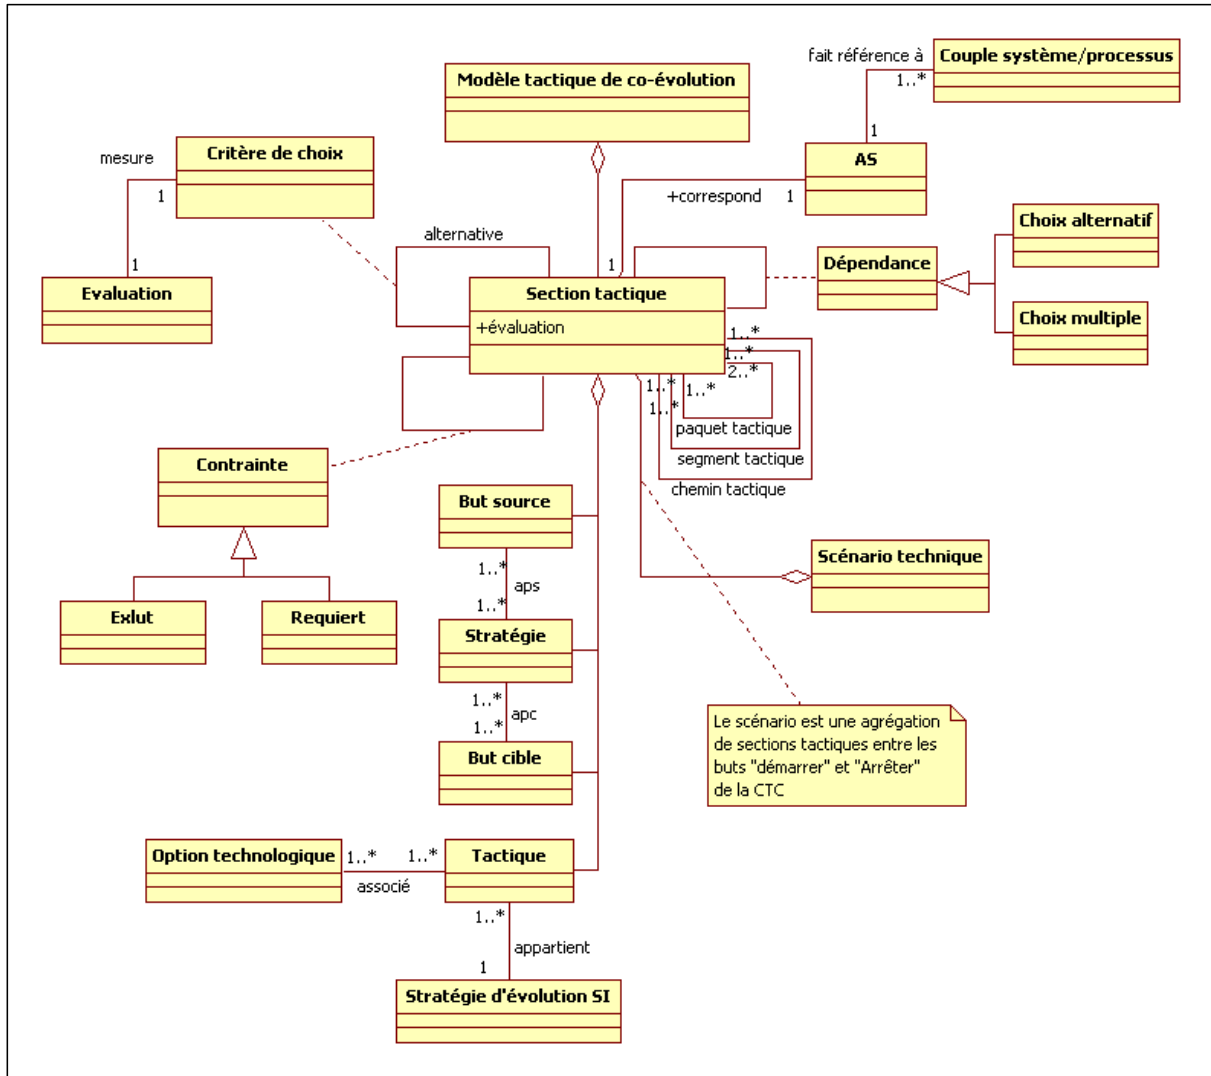 fait référence à
Couple système/processus
1..*
Modèle tactique de co-évolution
1
mesure
Critère de choix
AS
1
+correspond
1
Choix alternatif
alternative
Dépendance
1
1
Evaluation
Section tactique
Choix multiple
+évaluation
1..*
1..*
2..*
1..*
1..*
1..*
paquet tactique
segment tactique
chemin tactique
Contrainte
But source
Scénario technique
1..*
aps
1..*
Exlut
Requiert
Stratégie
1..*
apc
1..*
Le scénario est une agrégation
de sections tactiques entre les
buts "démarrer" et "Arrêter"
de la CTC
But cible
Option technologique
1..*
1..*
Tactique
associé
1..*
appartient
1
Stratégie d'évolution SI